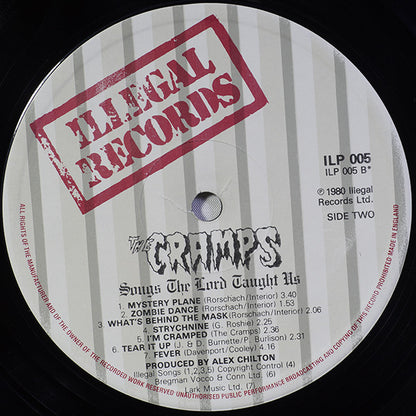 ILLEGAL
RECORDS
ILP 005
ILP 005 B*
℗ 1980 Illegal
Records Ltd.
SIDE TWO
THE CRAMPS
Songs The Lord Taught Us
1. MYSTERY PLANE (Rorschach/Interior) 3.40
2. ZOMBIE DANCE (Rorschach/Interior) 1.53
3. WHAT'S BEHIND THE MASK (Rorschach/Interior) 2.06
4. STRYCHNINE (G. Roshie) 2.25
5. I'M CRAMPED (The Cramps)
6. TEAR IT UP (J. & D. Burnette/P. Burlison) 2.31
7. FEVER (Davenport/Cooley) 4.16
PRODUCED BY ALEX CHILTON
Illegal Songs (1,2,3,5) Copyright Control (4)
Bregman Vocco & Conn Ltd. (6)
Lark Music Ltd. (7)
ALL RIGHTS OF THE MANUFACTURER AND OF THE OWNER OF THE RECORDED WORK RESERVED UNAUTHORISED PUBLIC PERFORMANCE BROADCASTING AND COPYING OF THIS RECORD PROHIBITED MADE IN ENGLAND